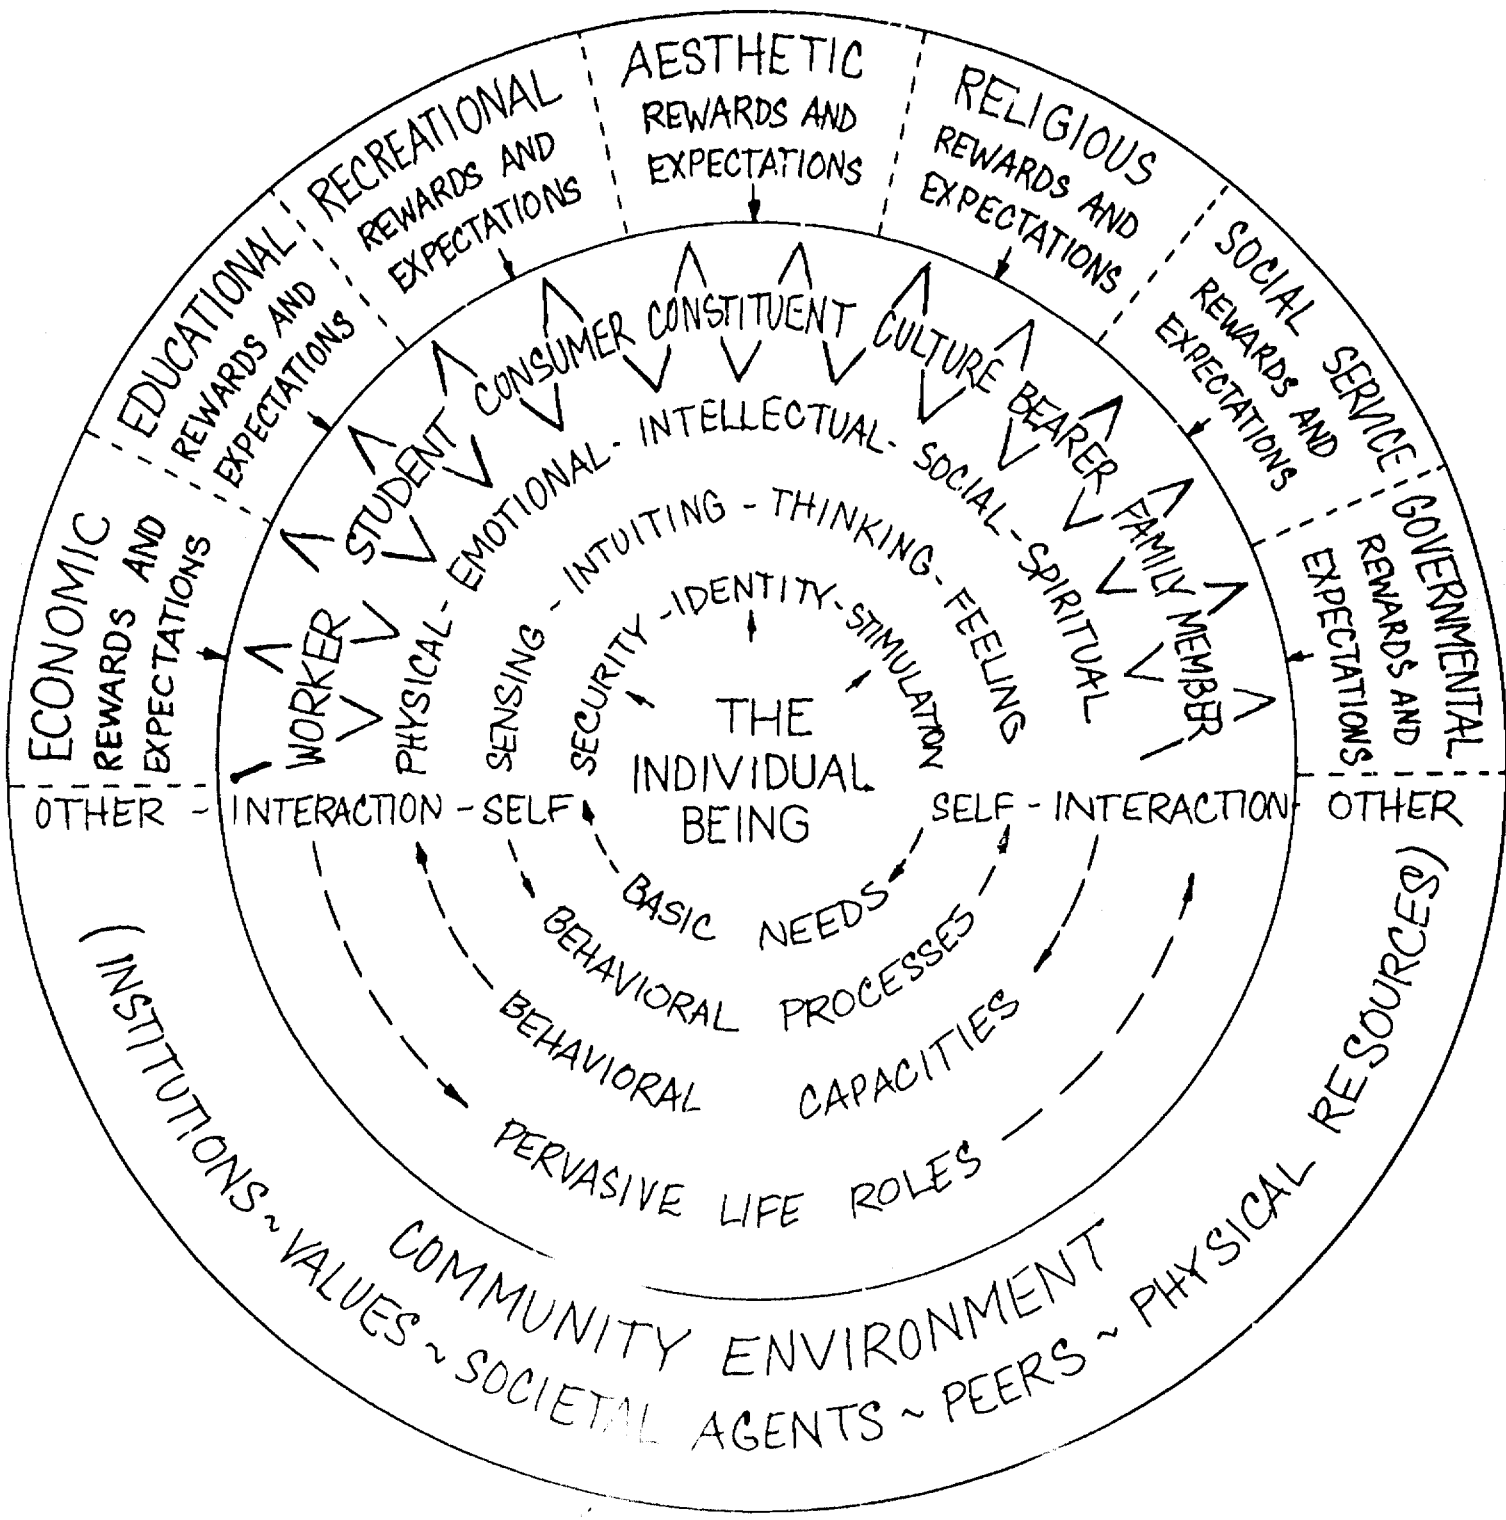 ECONOMIC
REWARDS AND
EXPECTATIONS
EDUCATIONAL
REWARDS AND
EXPECTATIONS
RECREATIONAL
REWARDS AND
EXPECTATIONS
AESTHETIC
REWARDS AND
EXPECTATIONS
RELIGIOUS
REWARDS AND
EXPECTATIONS
SOCIAL SERVICE
REWARDS AND
EXPECTATIONS
GOVERNMENTAL
REWARDS AND
EXPECTATIONS
WORKER STUDENT CONSUMER CONSTITUENT CULTURE BEARER FAMILY MEMBER
PHYSICAL - EMOTIONAL - INTELLECTUAL - SOCIAL - SPIRITUAL
SENSING - INTUITING - THINKING - FEELING
SECURITY - IDENTITY - STIMULATION
THE
INDIVIDUAL
BEING
OTHER - INTERACTION - SELF
SELF - INTERACTION - OTHER
BASIC NEEDS
BEHAVIORAL PROCESSES
BEHAVIORAL CAPACITIES
PERVASIVE LIFE ROLES
COMMUNITY ENVIRONMENT
(INSTITUTIONS ~ VALUES ~ SOCIETAL AGENTS ~ PEERS ~ PHYSICAL RESOURCES)